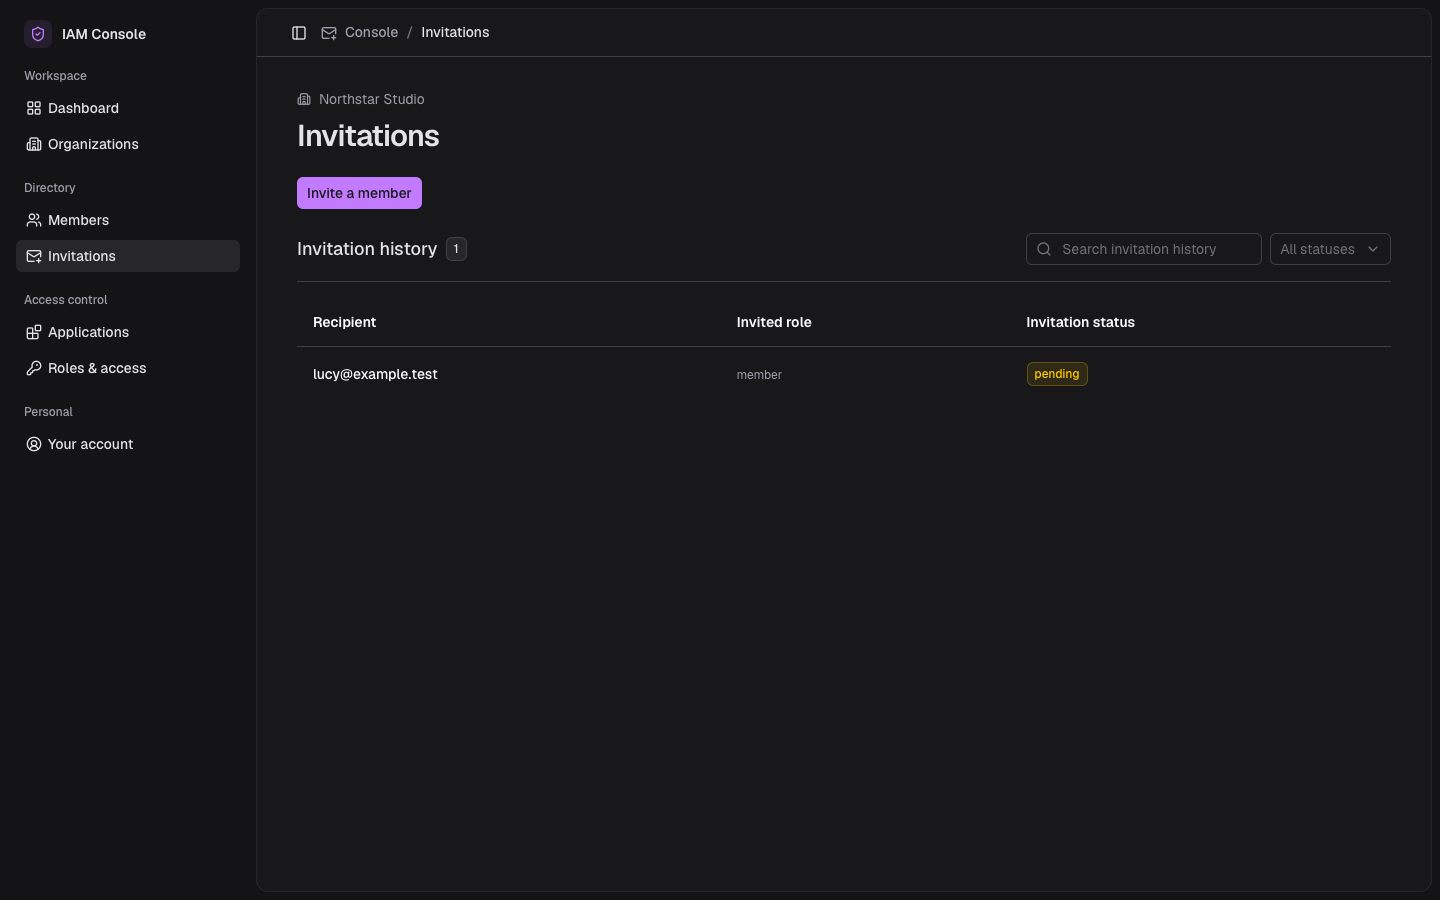 IAM Console
Workspace
Dashboard
Organizations
Directory
Members
Invitations
Access control
Applications
Roles & access
Personal
Your account
Console / Invitations
Northstar Studio
Invitations
Invite a member
Invitation history 1
Search invitation history
All statuses
Recipient Invited role Invitation status
lucy@example.test member pending